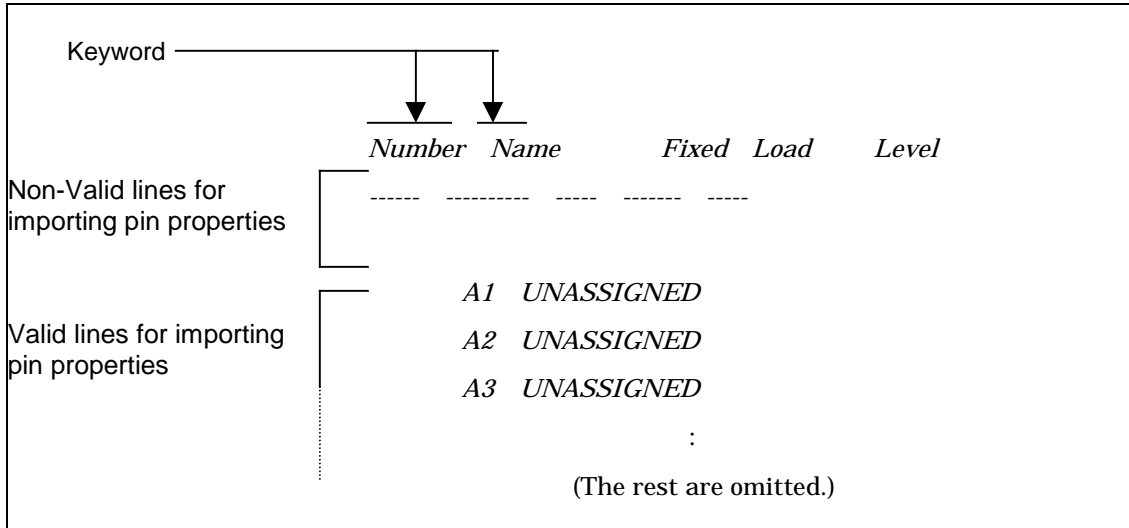 Keyword
Number Name Fixed Load Level
Non-Valid lines for
importing pin properties
------ ---------- ----- ------- -----
A1 UNASSIGNED
Valid lines for importing
pin properties
A2 UNASSIGNED
A3 UNASSIGNED
:
(The rest are omitted.)